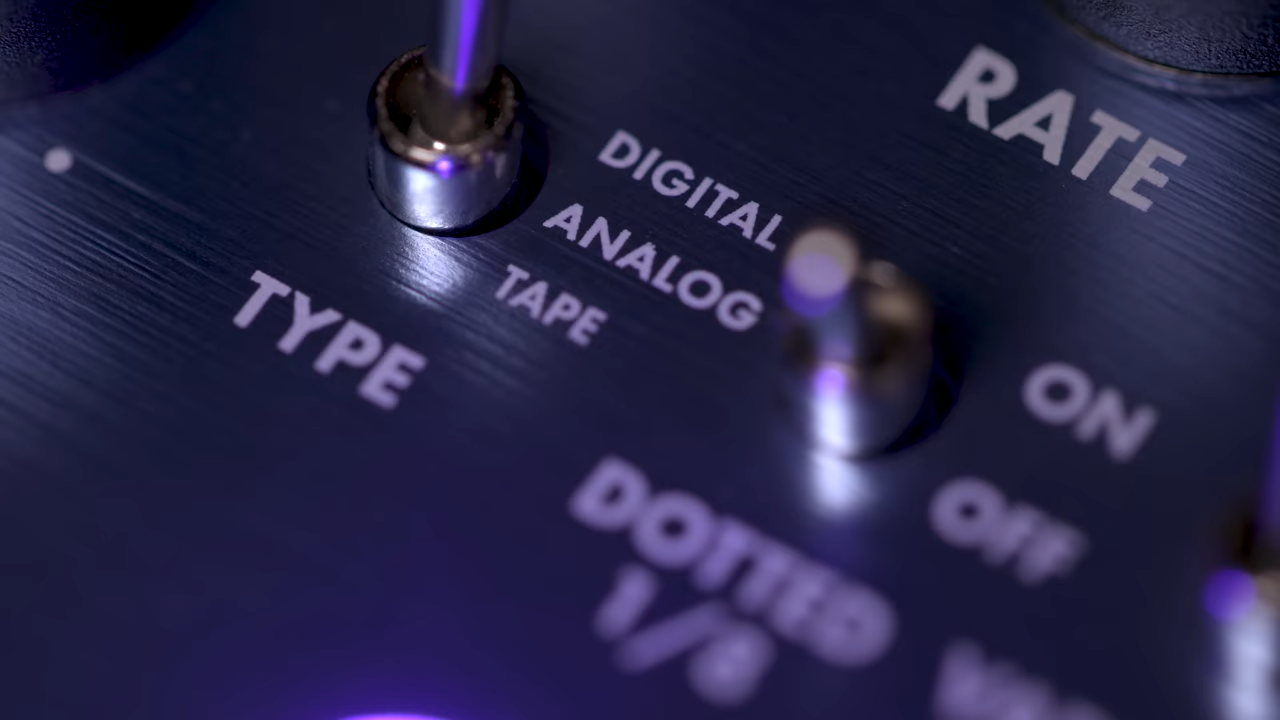 RATE
DIGITAL
ANALOG
TAPE
TYPE
ON
OFF
DOTTED
1/8